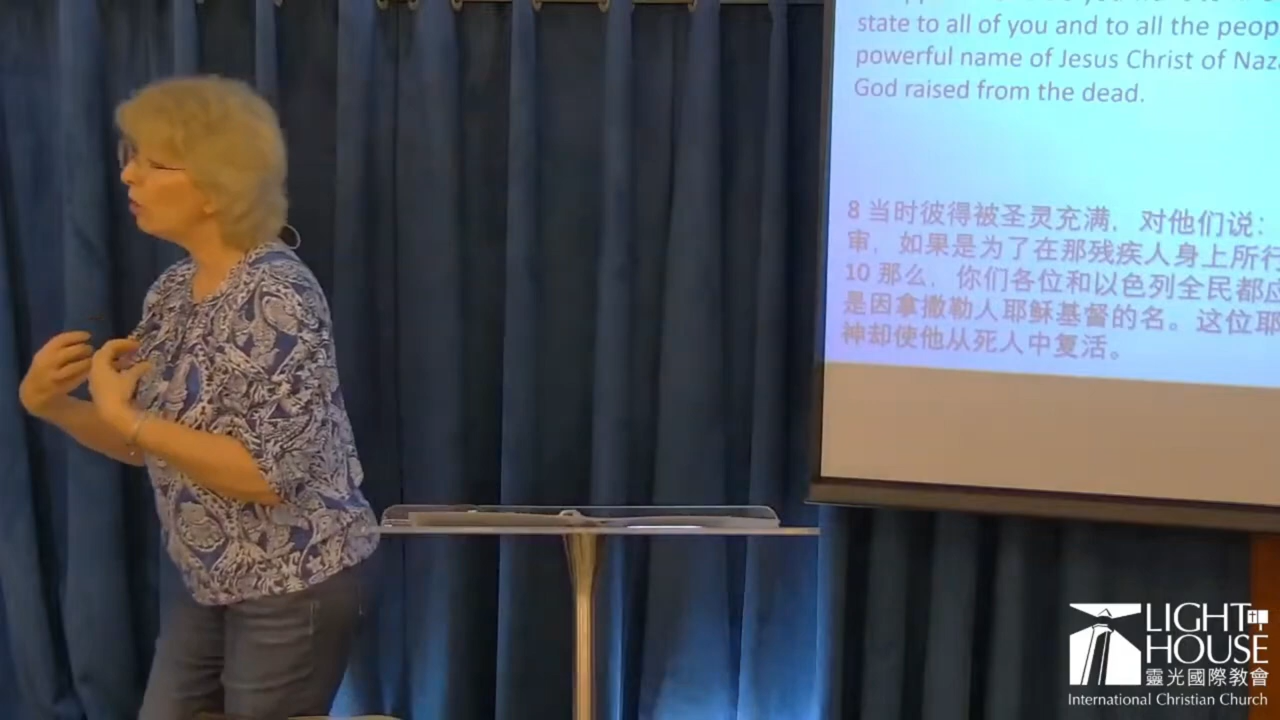 state to all of you and to all the peop
powerful name of Jesus Christ of Naza
God raised from the dead.
8 当时彼得被圣灵充满，对他们说：
审，如果是为了在那残疾人身上所行
10 那么，你们各位和以色列全民都应
是因拿撒勒人耶稣基督的名。这位耶
神却使他从死人中复活。
LIGHT
HOUSE
靈光國際教會
International Christian Church